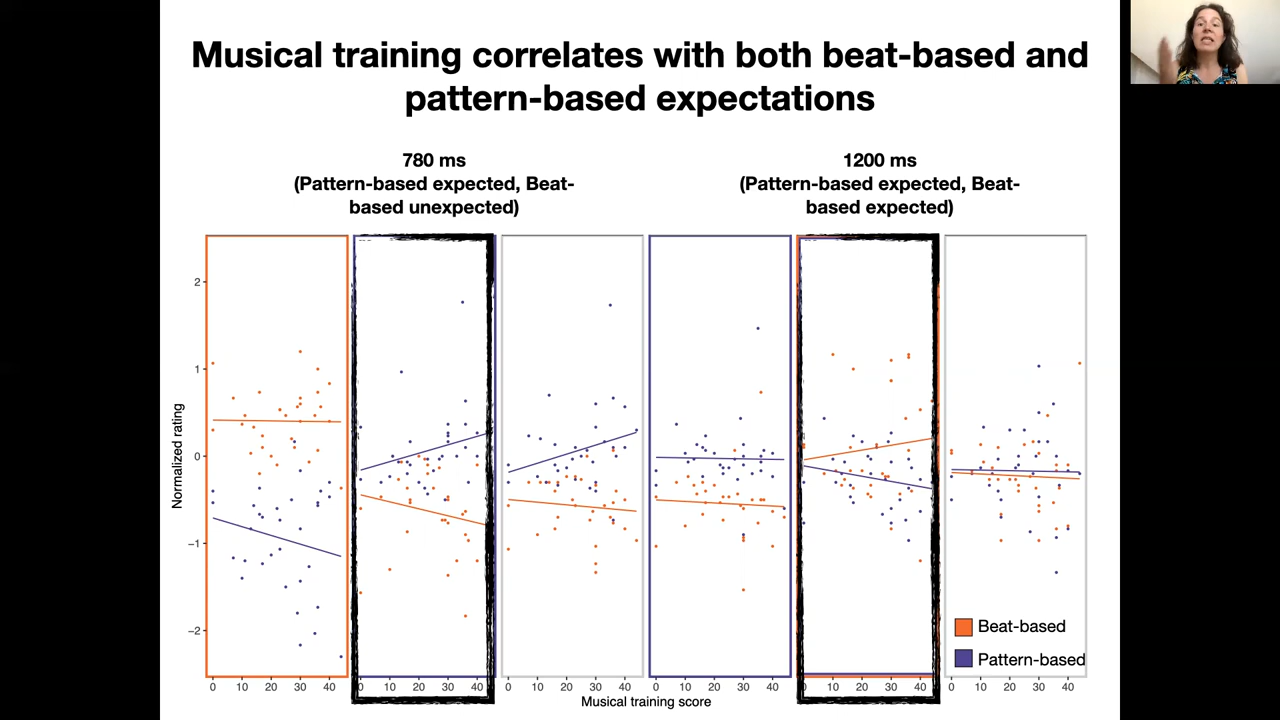 Musical training correlates with both beat-based and
pattern-based expectations
780 ms
(Pattern-based expected, Beat-
based unexpected)
1200 ms
(Pattern-based expected, Beat-
based expected)
Normalized rating
2
1
0
−1
−2
0 10 20 30 40
0 10 20 30 40
0 10 20 30 40
0 10 20 30 40
0 10 20 30 40
0 10 20 30 40
Musical training score
Beat-based
Pattern-based